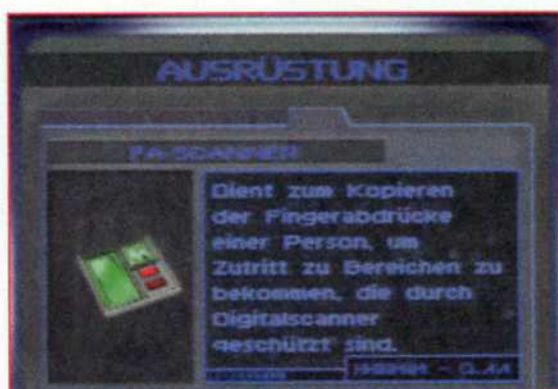 AUSRÜSTUNG
FA-SCANNER
Dient zum Kopieren
der Fingerabdrücke
einer Person, um
Zutritt zu Bereichen zu
bekommen, die durch
Digitalscanner
geschützt sind.